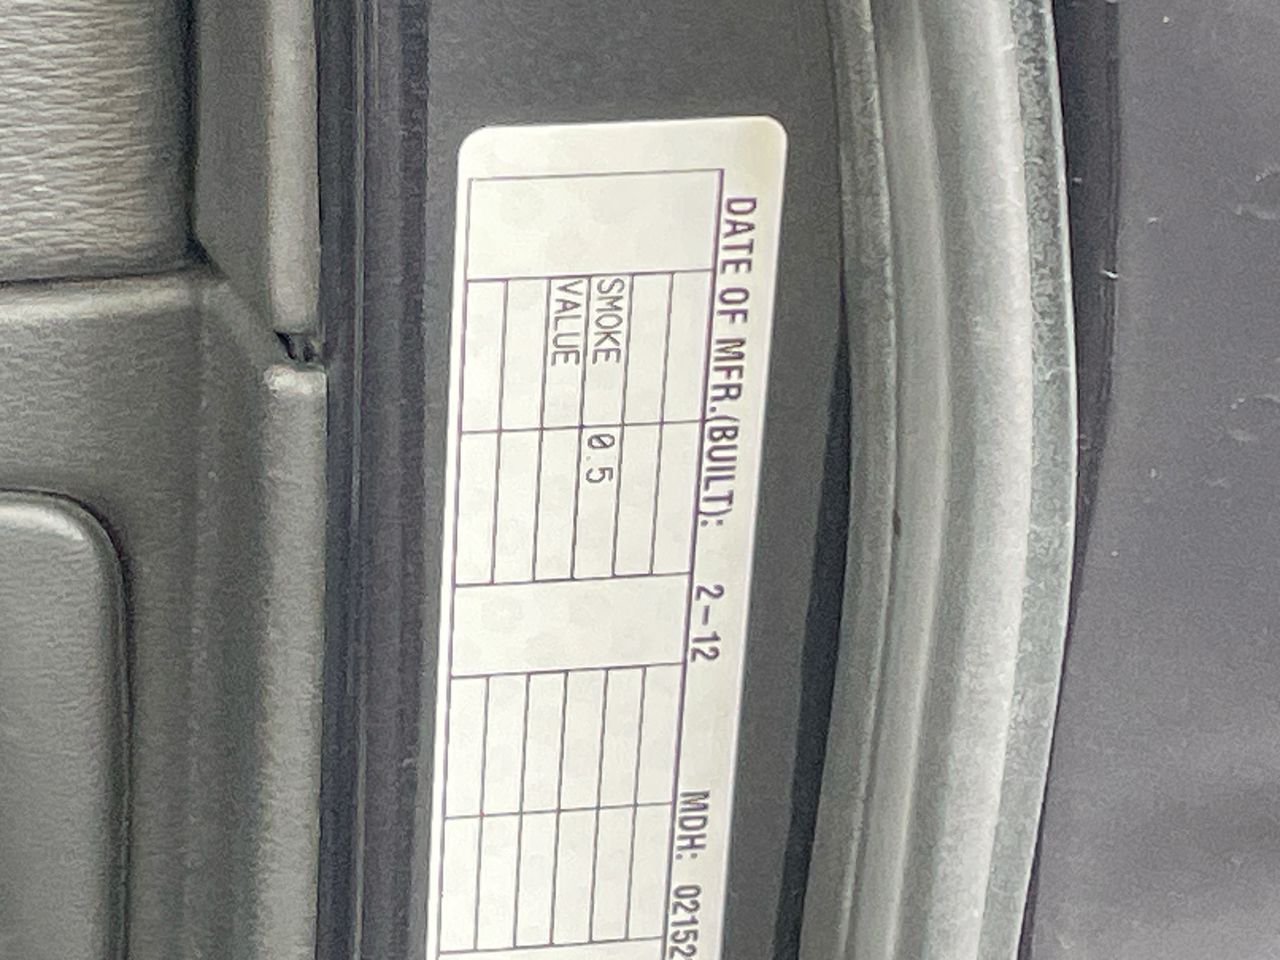 DATE OF MFR.(BUILT): 2-12 MDH: 02152
SMOKE 0.5
VALUE